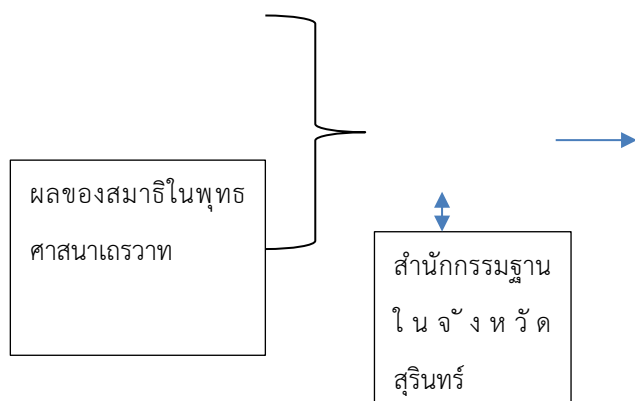 ผลของสมาธิในพุทธ
ศาสนาเถรวาท
สำนักกรรมฐาน
ในจังหวัด
สุรินทร์